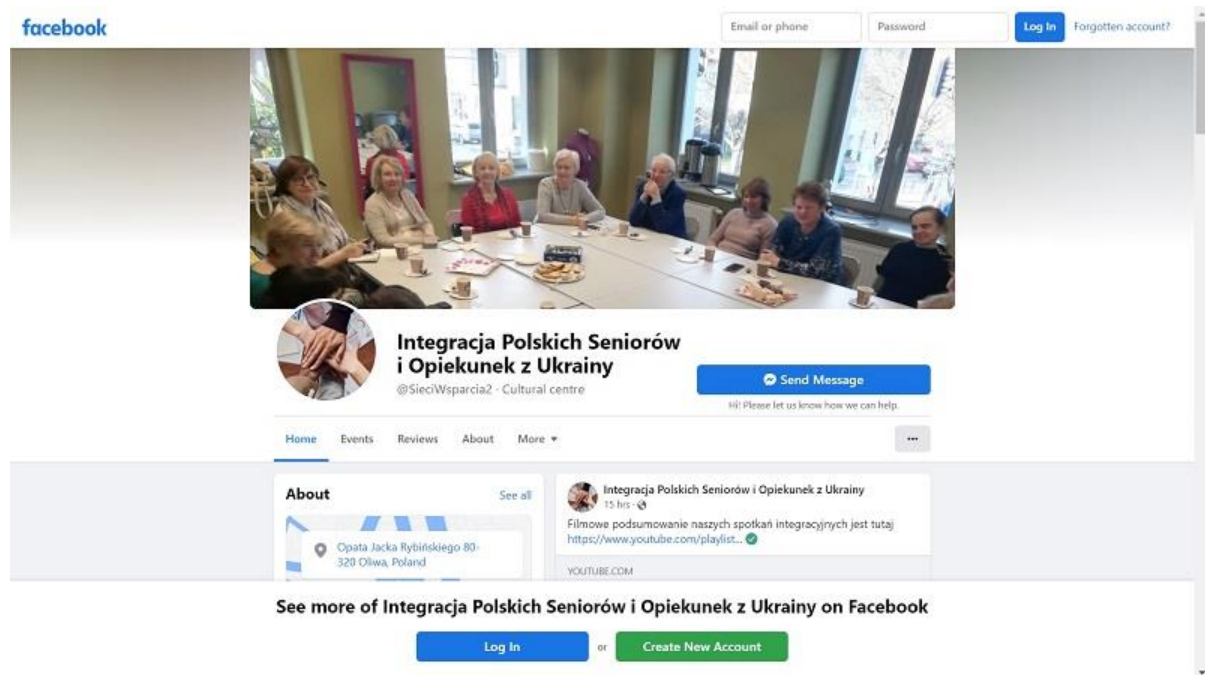 facebook
Email or phone
Password
Log In
Forgotten account?
Integracja Polskich Seniorów
i Opiekunek z Ukrainy
@SieciWsparcia2 · Cultural centre
Send Message
Hi! Please let us know how we can help.
Home
Events
Reviews
About
More
About
See all
Opata Jacka Rybińskiego 80-
320 Oliwa, Poland
Integracja Polskich Seniorów i Opiekunek z Ukrainy
15 hrs ·
Filmowe podsumowanie naszych spotkań integracyjnych jest tutaj
https://www.youtube.com/playlist...
YOUTUBE.COM
See more of Integracja Polskich Seniorów i Opiekunek z Ukrainy on Facebook
Log In
or
Create New Account